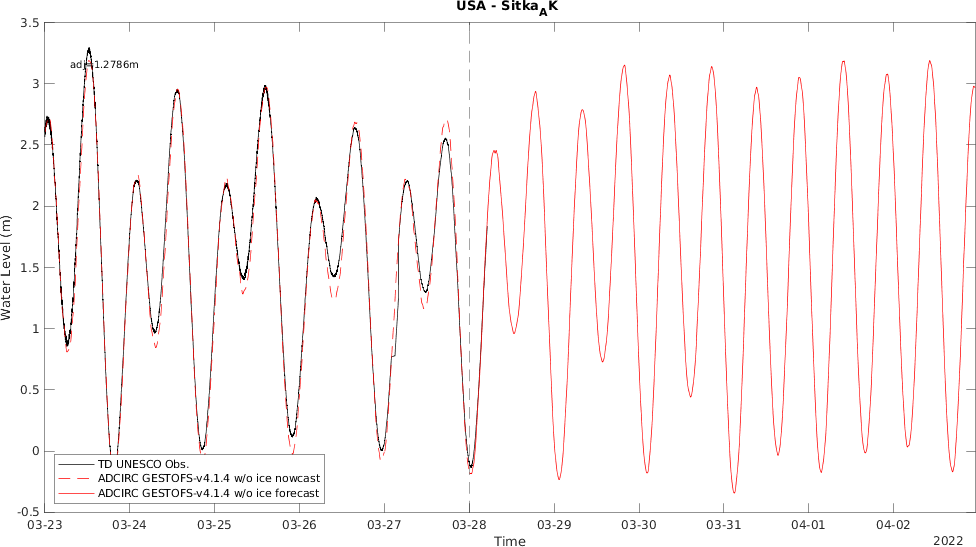 USA - SitkaAK
3.5
adj=1.2786m
3
2.5
2
1.5
1
0.5
0
-0.5
Water Level (m)
TD UNESCO Obs.
ADCIRC GESTOFS-v4.1.4 w/o ice nowcast
ADCIRC GESTOFS-v4.1.4 w/o ice forecast
03-23 03-24 03-25 03-26 03-27 03-28 03-29 03-30 03-31 04-01 04-02
Time
2022